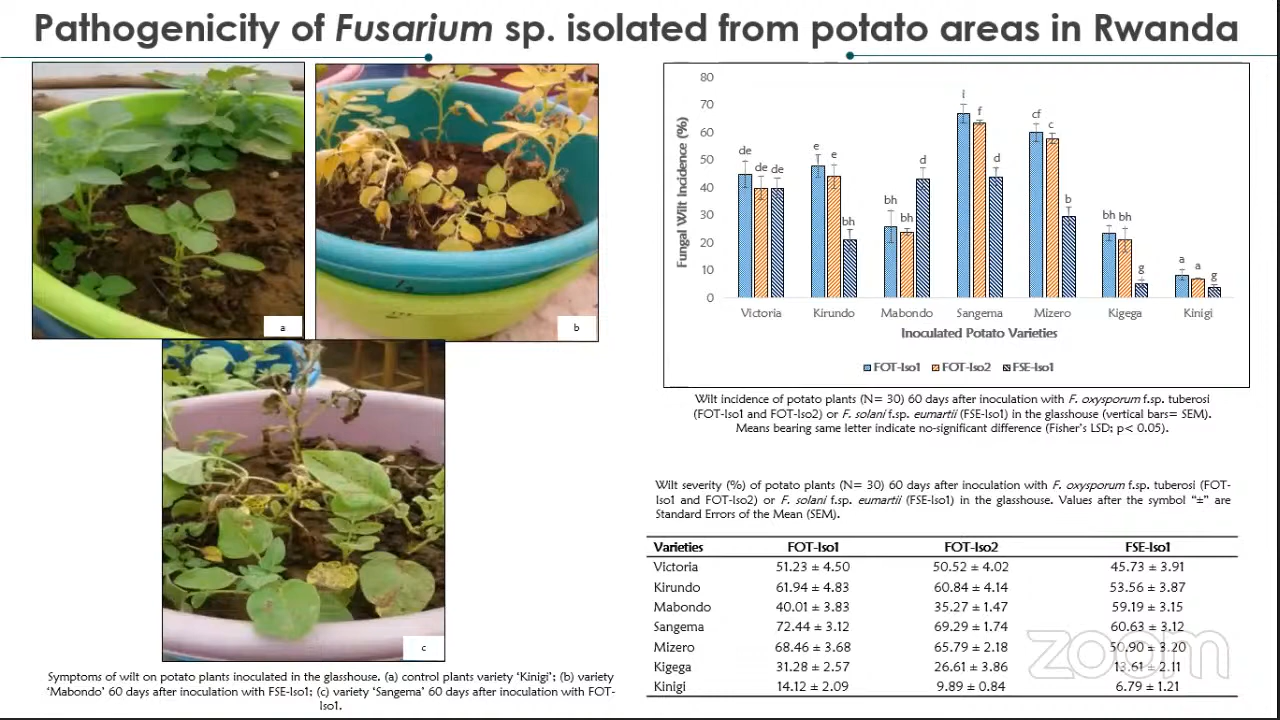 Pathogenicity of Fusarium sp. isolated from potato areas in Rwanda
a
b
c
Symptoms of wilt on potato plants inoculated in the glasshouse. (a) control plants variety ‘Kinigi’; (b) variety
‘Mabondo’ 60 days after inoculation with FSE-Iso1; (c) variety ‘Sangema’ 60 days after inoculation with FOT-
Iso1.
Fungal Wilt Incidence (%)
80
70
60
50
40
30
20
10
0
de de de
e e bh
bh bh d
i f d
cf c b
bh bh g
a a g
Victoria Kirundo Mabondo Sangema Mizero Kigega Kinigi
Inoculated Potato Varieties
FOT-Iso1 FOT-Iso2 FSE-Iso1
Wilt incidence of potato plants (N= 30) 60 days after inoculation with F. oxysporum f.sp. tuberosi
(FOT-Iso1 and FOT-Iso2) or F. solani f.sp. eumartii (FSE-Iso1) in the glasshouse (vertical bars= SEM).
Means bearing same letter indicate no-significant difference (Fisher's LSD; p< 0.05).
Wilt severity (%) of potato plants (N= 30) 60 days after inoculation with F. oxysporum f.sp. tuberosi (FOT-
Iso1 and FOT-Iso2) or F. solani f.sp. eumartii (FSE-Iso1) in the glasshouse. Values after the symbol “±” are
Standard Errors of the Mean (SEM).
Varieties FOT-Iso1 FOT-Iso2 FSE-Iso1
Victoria 51.23 ± 4.50 50.52 ± 4.02 45.73 ± 3.91
Kirundo 61.94 ± 4.83 60.84 ± 4.14 53.56 ± 3.87
Mabondo 40.01 ± 3.83 35.27 ± 1.47 59.19 ± 3.15
Sangema 72.44 ± 3.12 69.29 ± 1.74 60.63 ± 3.12
Mizero 68.46 ± 3.68 65.79 ± 2.18 50.90 ± 3.20
Kigega 31.28 ± 2.57 26.61 ± 3.86 13.61 ± 2.11
Kinigi 14.12 ± 2.09 9.89 ± 0.84 6.79 ± 1.21
zoom